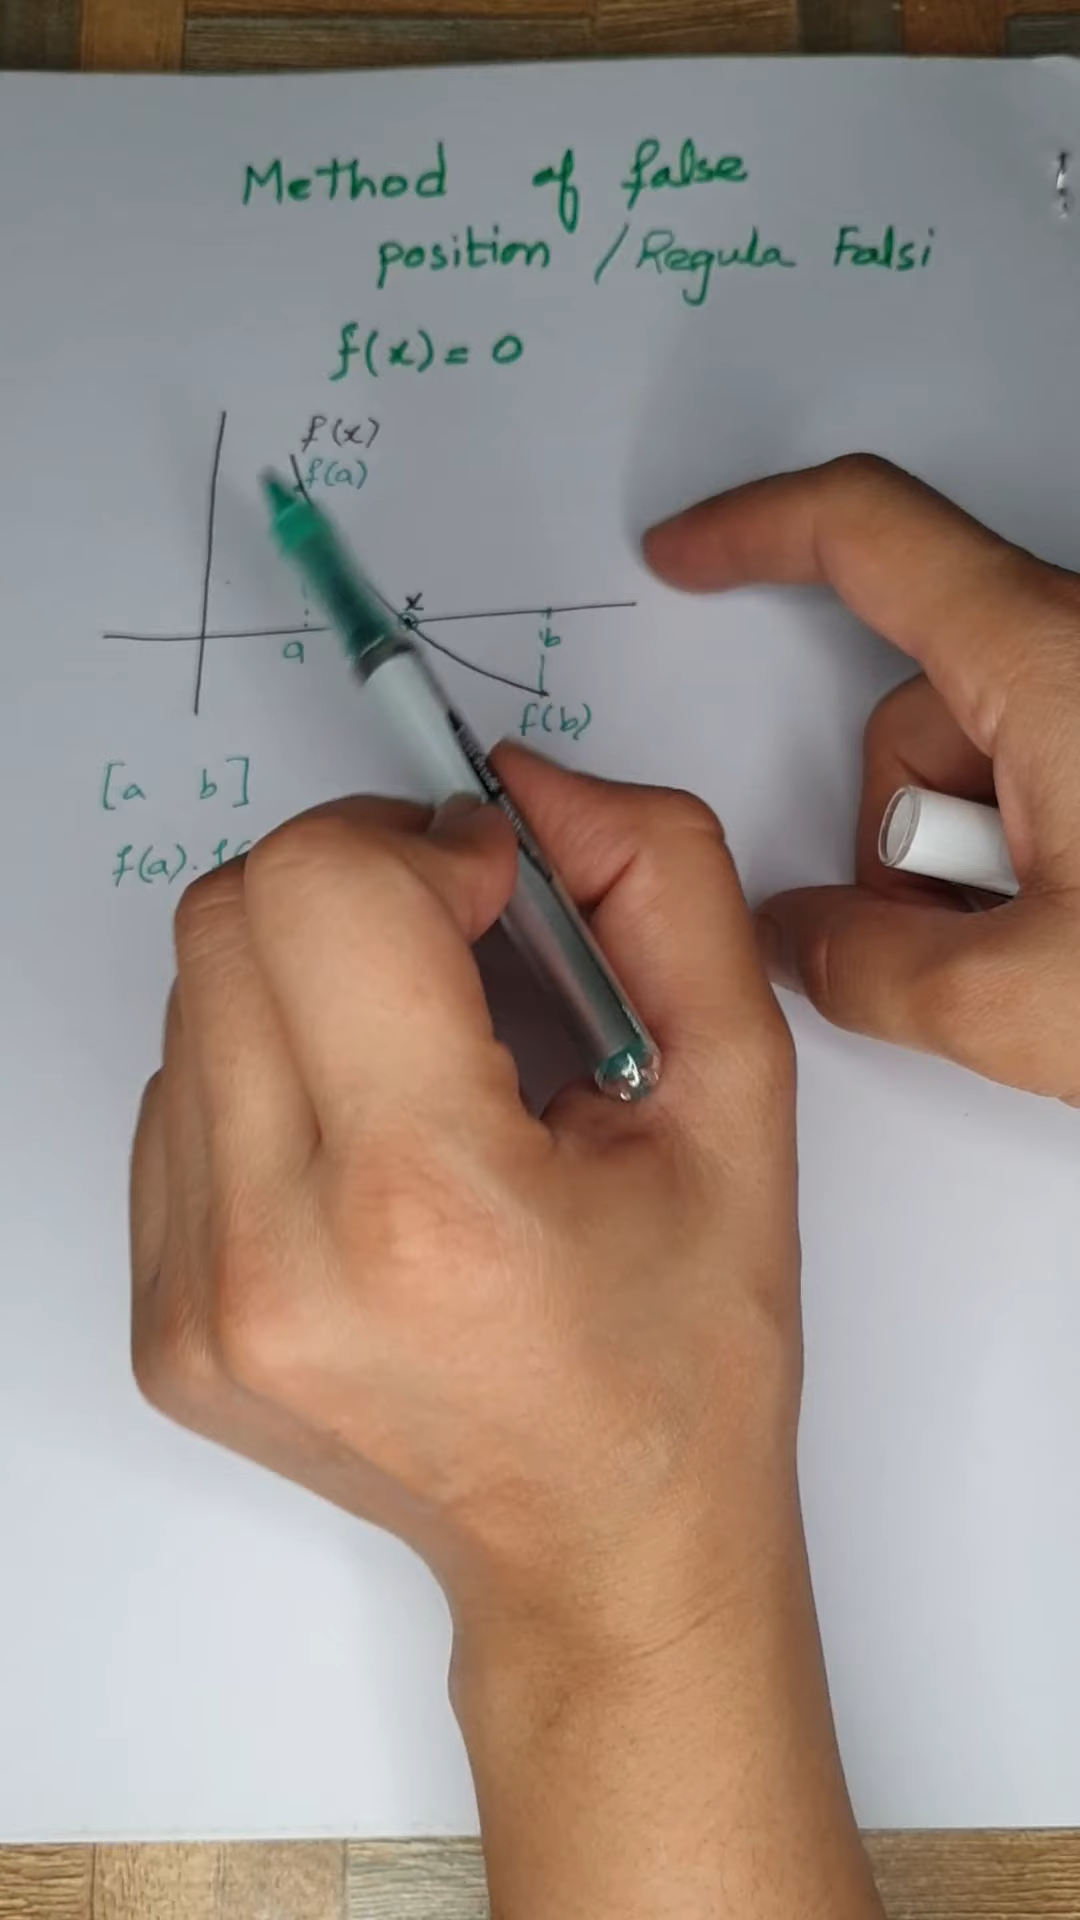 Method of false
position / Regula Falsi
f(x) = 0
f(x)
f(a)
x
a
b
f(b)
[a b]
f(a).